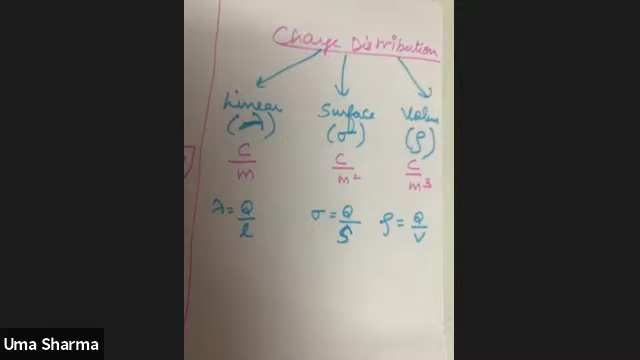 Charge Distribution
Linear Surface Volume
(λ) (σ) (ρ)
C/m C/m² C/m³
λ = Q/l σ = Q/S ρ = Q/V
Uma Sharma